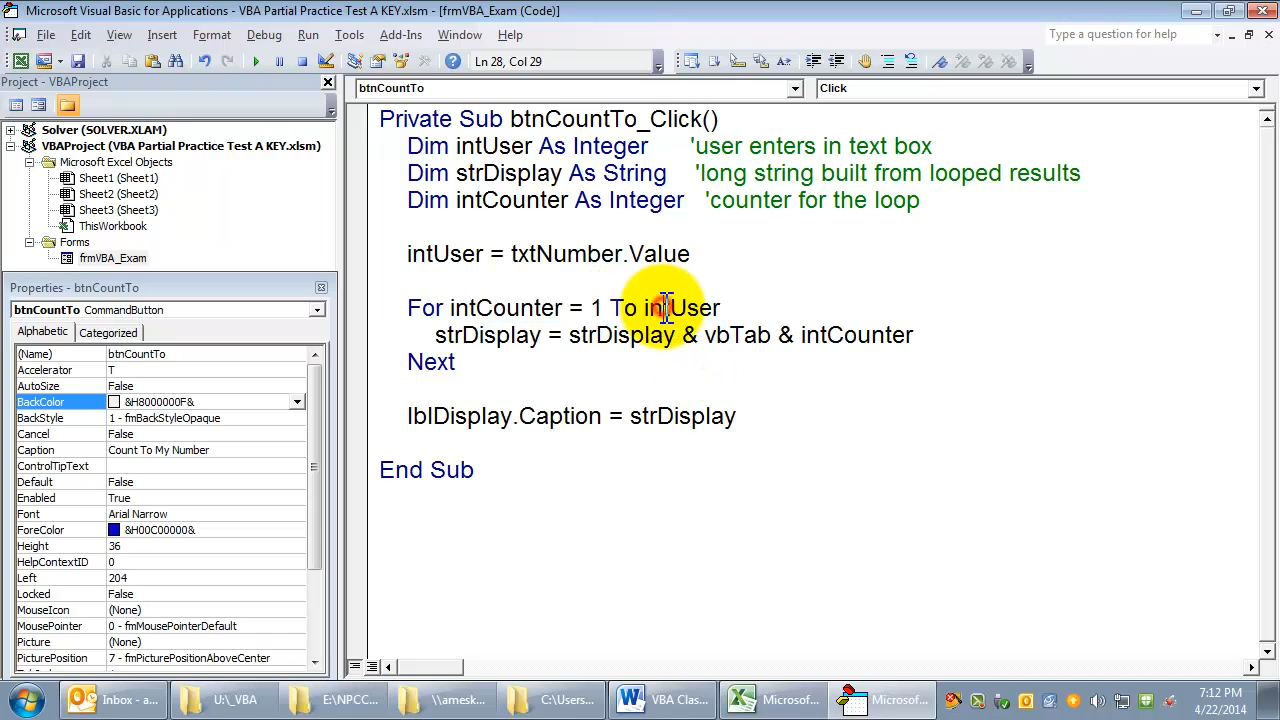 Microsoft Visual Basic for Applications - VBA Partial Practice Test A KEY.xlsm - [frmVBA_Exam (Code)]
File Edit View Insert Format Debug Run Tools Add-Ins Window Help
Type a question for help
Ln 28, Col 29
Project - VBAProject
btnCountTo
Click
Solver (SOLVER.XLAM)
VBAProject (VBA Partial Practice Test A KEY.xlsm)
Microsoft Excel Objects
Sheet1 (Sheet1)
Sheet2 (Sheet2)
Sheet3 (Sheet3)
ThisWorkbook
Forms
frmVBA_Exam
Properties - btnCountTo
btnCountTo CommandButton
Alphabetic Categorized
(Name) btnCountTo
Accelerator T
AutoSize False
BackColor &H8000000F&
BackStyle 1 - fmBackStyleOpaque
Cancel False
Caption Count To My Number
ControlTipText
Default False
Enabled True
Font Arial Narrow
ForeColor &H00C00000&
Height 36
HelpContextID 0
Left 204
Locked False
MouseIcon (None)
MousePointer 0 - fmMousePointerDefault
Picture (None)
PicturePosition 7 - fmPicturePositionAboveCenter
Private Sub btnCountTo_Click()
Dim intUser As Integer 'user enters in text box
Dim strDisplay As String 'long string built from looped results
Dim intCounter As Integer 'counter for the loop
intUser = txtNumber.Value
For intCounter = 1 To intUser
strDisplay = strDisplay & vbTab & intCounter
Next
lblDisplay.Caption = strDisplay
End Sub
Inbox - a...
U:\_VBA
E:\NPCC...
\\amesk...
C:\Users...
VBA Clas...
Microsof...
Microsof...
7:12 PM
4/22/2014